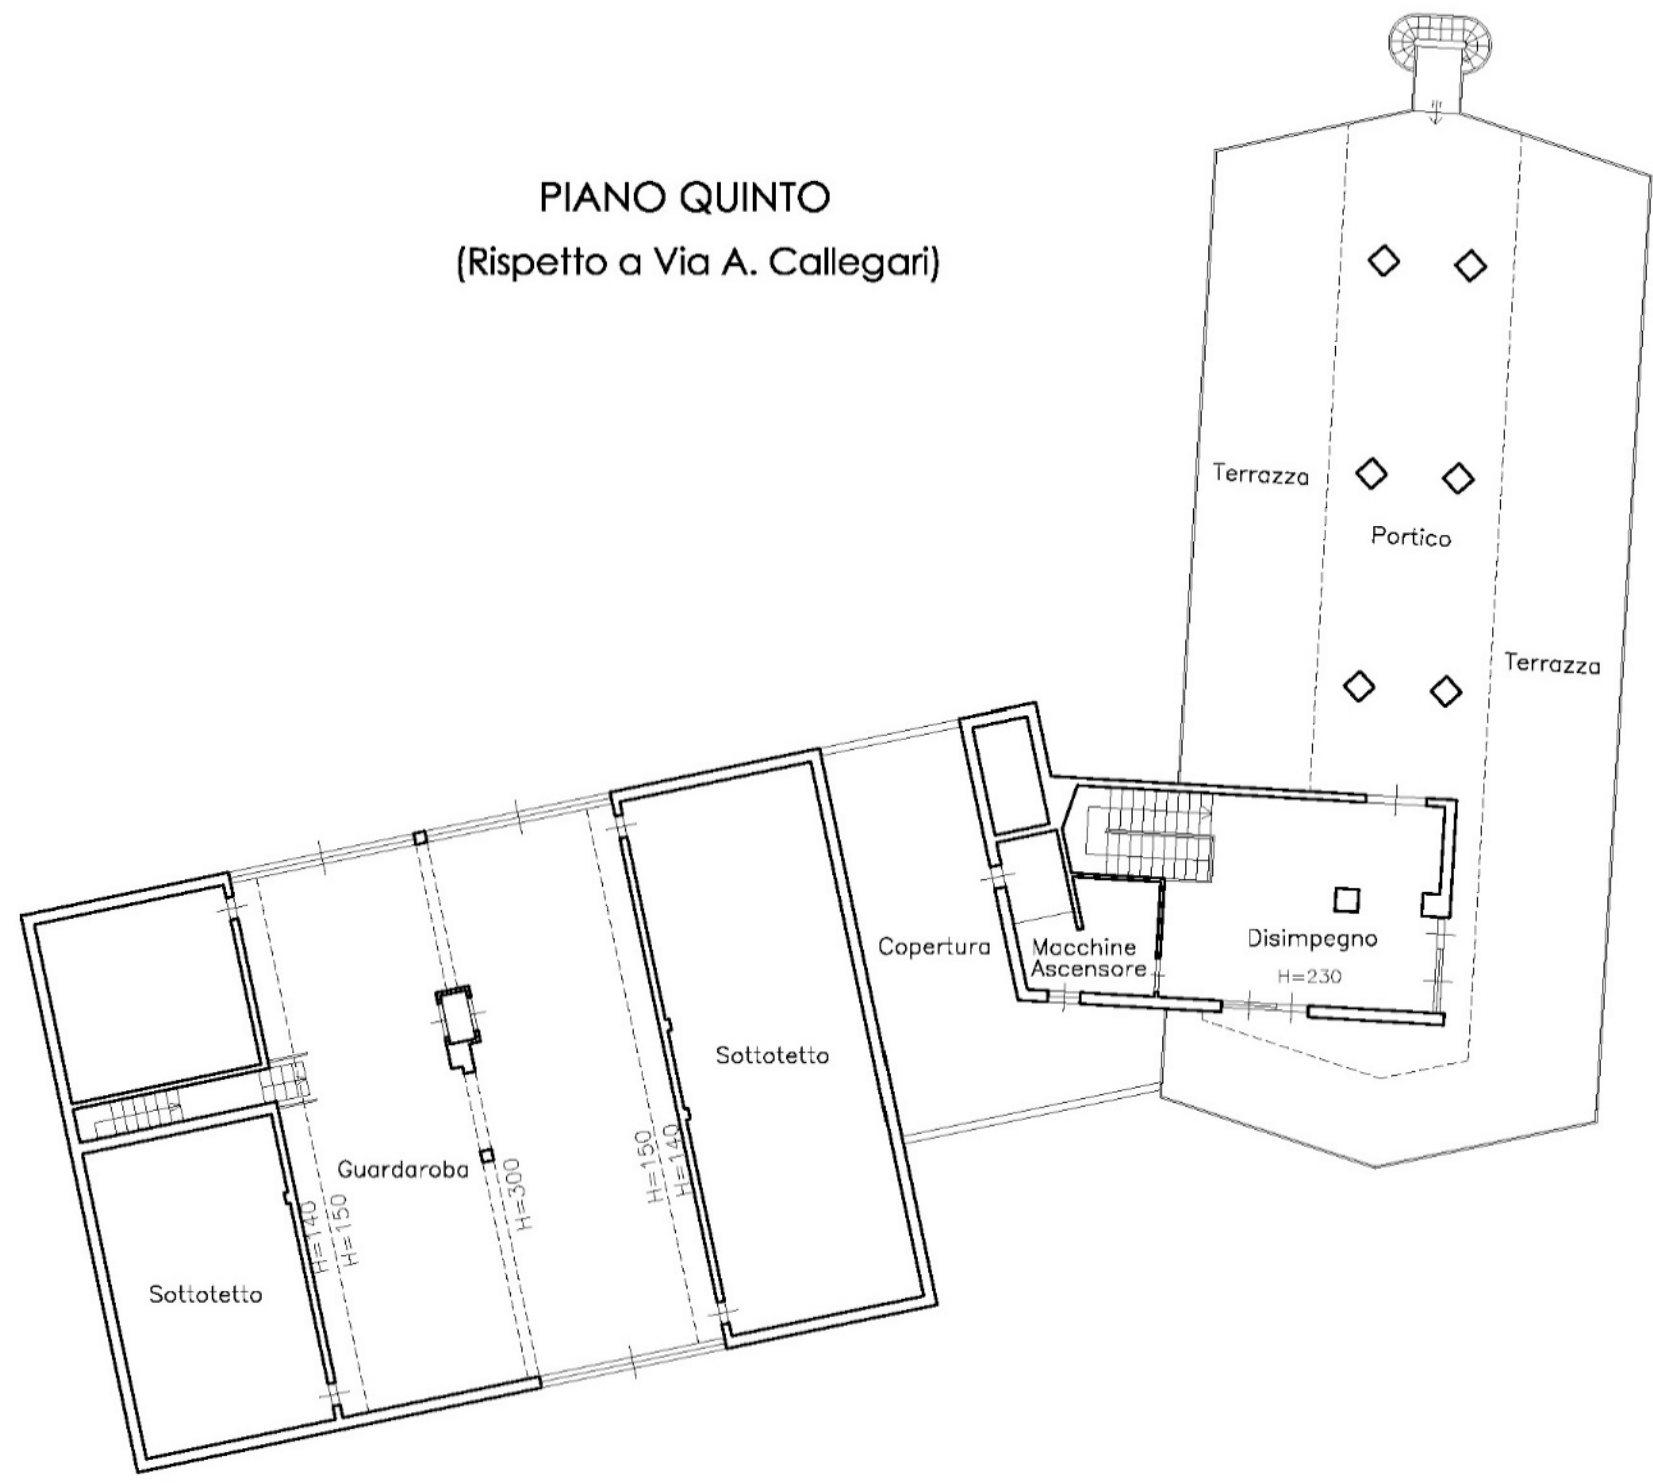 PIANO QUINTO
(Rispetto a Via A. Callegari)
Terrazza
Portico
Terrazza
Copertura
Macchine
Ascensore
Disimpegno
H=230
Sottotetto
Guardaroba
H=300
H=150
H=140
H=140
H=150
Sottotetto